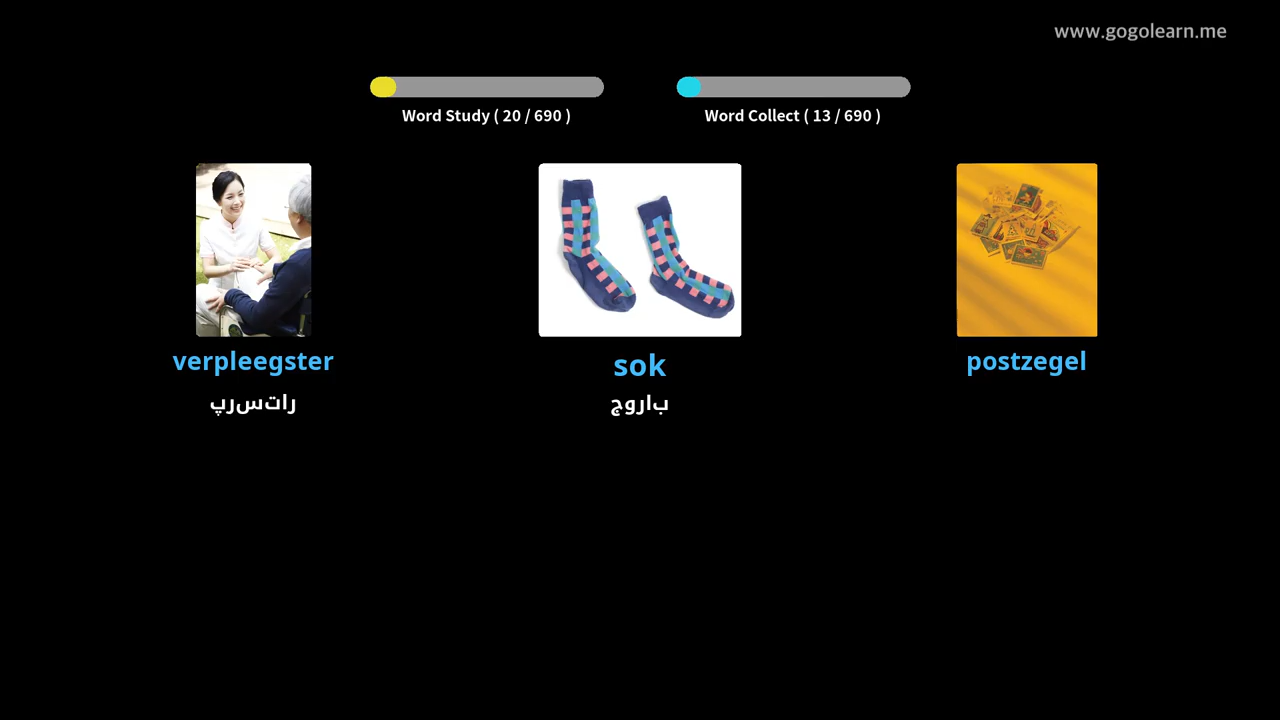 www.gogolearn.me
Word Study ( 20 / 690 )
Word Collect ( 13 / 690 )
verpleegster
sok
postzegel
پرستار
جوراب